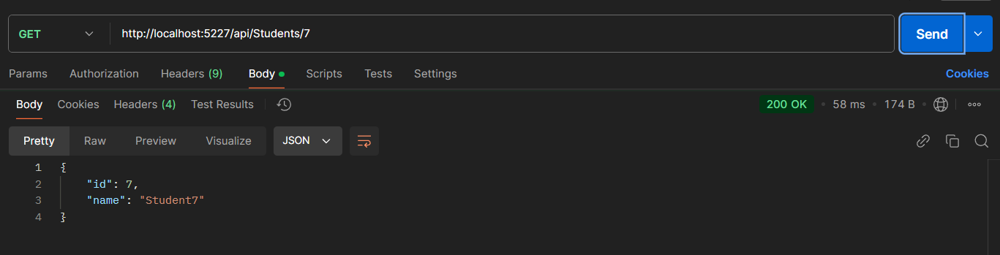 GET http://localhost:5227/api/Students/7 Send
Params Authorization Headers (9) Body Scripts Tests Settings Cookies
Body Cookies Headers (4) Test Results 200 OK 58 ms 174 B
Pretty Raw Preview Visualize JSON
1 {
2 "id": 7,
3 "name": "Student7"
4 }